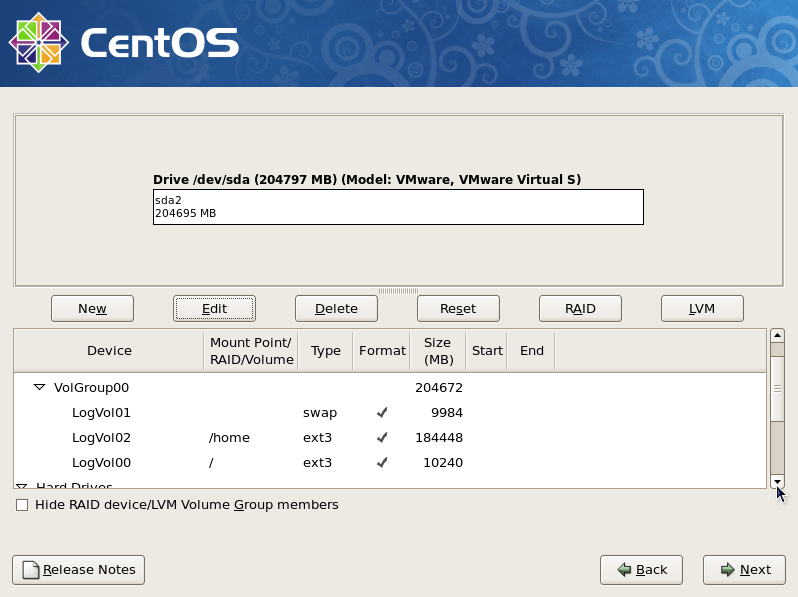 CentOS
Drive /dev/sda (204797 MB) (Model: VMware, VMware Virtual S)
sda2
204695 MB
New Edit Delete Reset RAID LVM
Device Mount Point/ RAID/Volume Type Format Size (MB) Start End
VolGroup00 204672
LogVol01 swap 9984
LogVol02 /home ext3 184448
LogVol00 / ext3 10240
Hard Drives
Hide RAID device/LVM Volume Group members
Release Notes Back Next